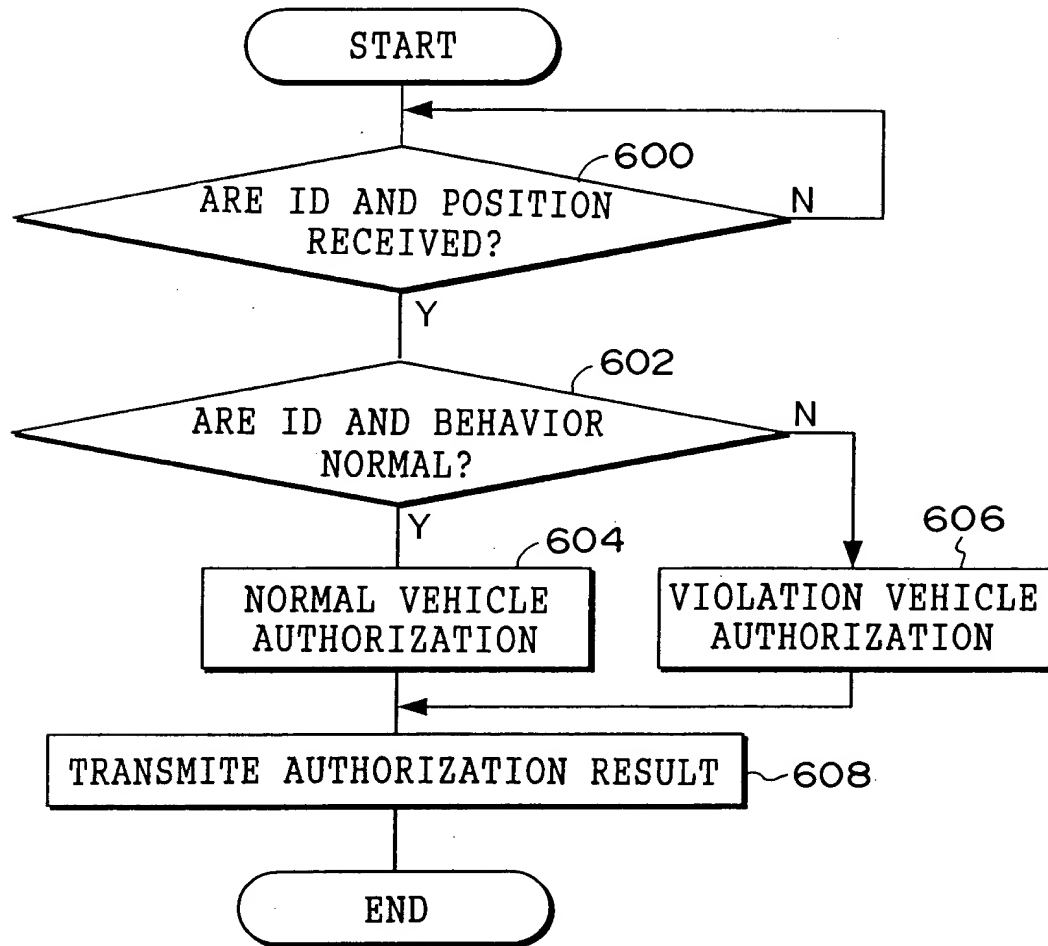 START
600
ARE ID AND POSITION
RECEIVED?
N
Y
602
ARE ID AND BEHAVIOR
NORMAL?
N
Y
604
NORMAL VEHICLE
AUTHORIZATION
606
VIOLATION VEHICLE
AUTHORIZATION
TRANSMITE AUTHORIZATION RESULT
608
END